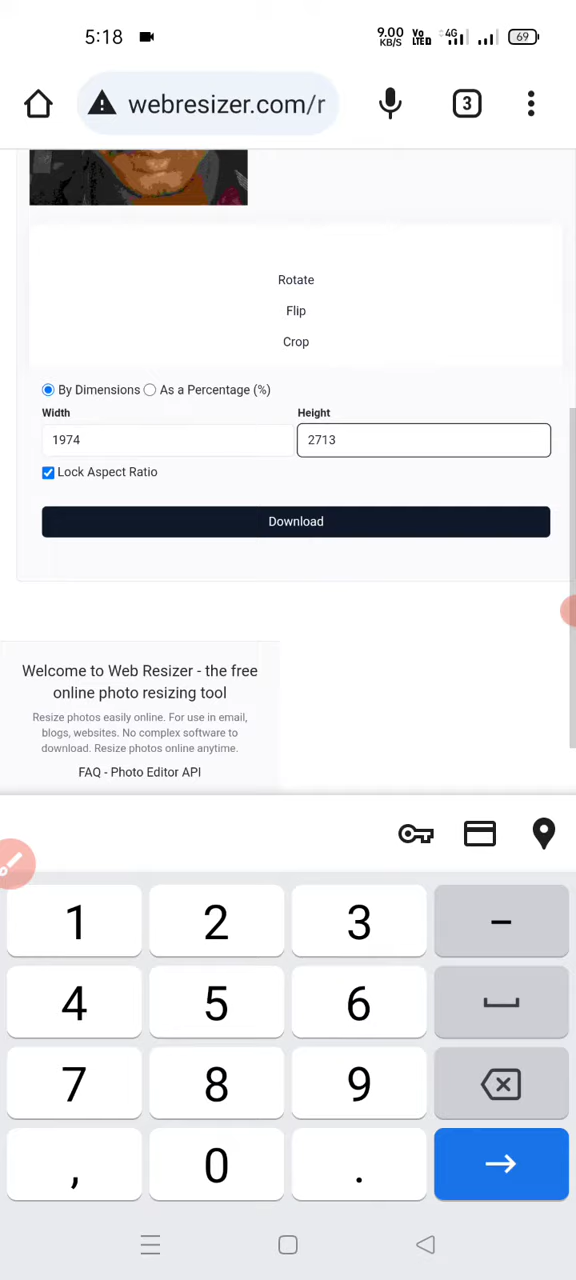 5:18 9.00 KB/S Vo LTED 4G 69
webresizer.com/r 3
Rotate
Flip
Crop
By Dimensions As a Percentage (%)
Width Height
1974 2713
Lock Aspect Ratio
Download
Welcome to Web Resizer - the free
online photo resizing tool
Resize photos easily online. For use in email,
blogs, websites. No complex software to
download. Resize photos online anytime.
FAQ - Photo Editor API
1 2 3 –
4 5 6
7 8 9
, 0 .